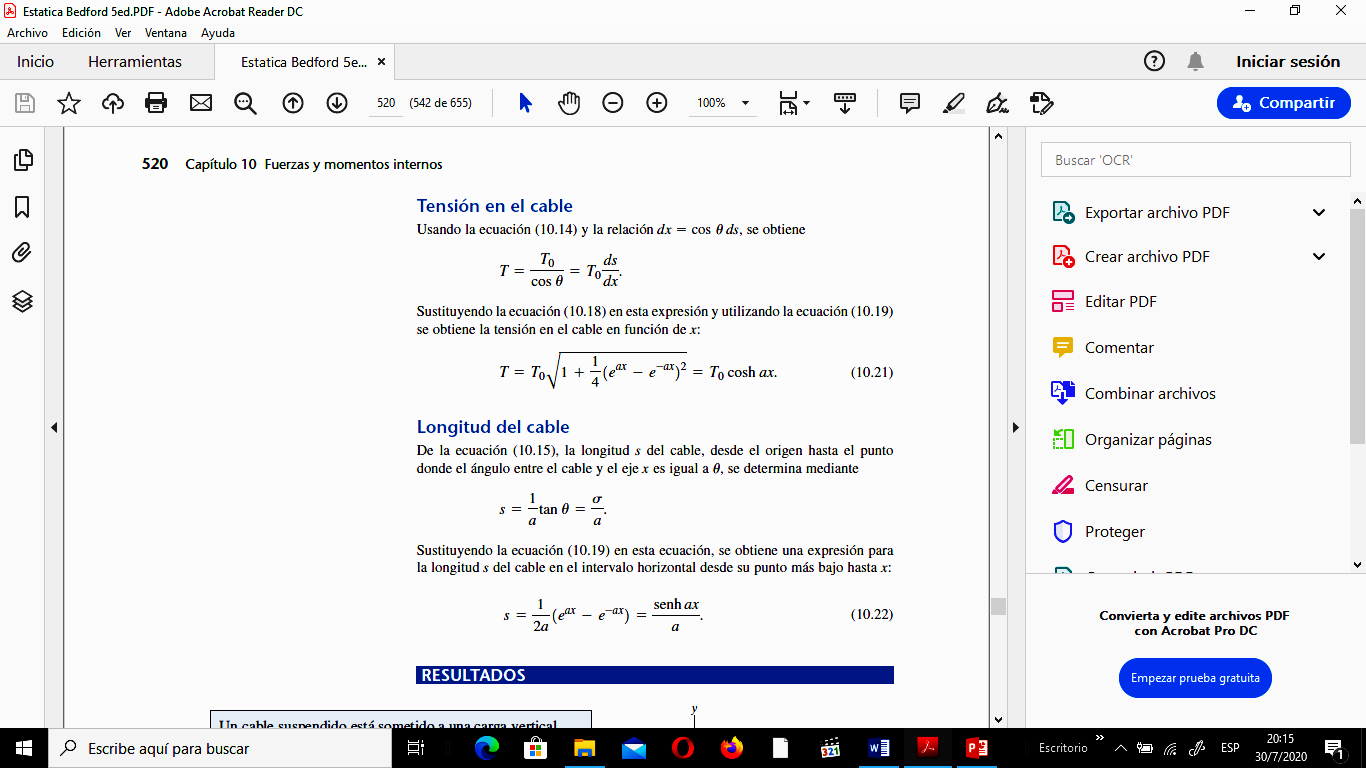 Estatica Bedford 5ed.PDF - Adobe Acrobat Reader DC
Archivo Edición Ver Ventana Ayuda
Inicio Herramientas Estatica Bedford 5e... × Iniciar sesión
520 (542 de 655) 100% Compartir
520 Capítulo 10 Fuerzas y momentos internos
Tensión en el cable
Usando la ecuación (10.14) y la relación dx = cos θ ds, se obtiene
T = T₀/cos θ = T₀ ds/dx.
Sustituyendo la ecuación (10.18) en esta expresión y utilizando la ecuación (10.19)
se obtiene la tensión en el cable en función de x:
T = T₀√(1 + 1/4(e^ax − e^−ax)²) = T₀ cosh ax. (10.21)
Longitud del cable
De la ecuación (10.15), la longitud s del cable, desde el origen hasta el punto
donde el ángulo entre el cable y el eje x es igual a θ, se determina mediante
s = 1/a tan θ = σ/a.
Sustituyendo la ecuación (10.19) en esta ecuación, se obtiene una expresión para
la longitud s del cable en el intervalo horizontal desde su punto más bajo hasta x:
s = 1/2a (e^ax − e^−ax) = senh ax/a. (10.22)
RESULTADOS
Un cable suspendido está sometido a una carga vertical
y
Buscar 'OCR'
Exportar archivo PDF
Crear archivo PDF
Editar PDF
Comentar
Combinar archivos
Organizar páginas
Censurar
Proteger
Convierta y edite archivos PDF
con Acrobat Pro DC
Empezar prueba gratuita
Escribe aquí para buscar
321
Escritorio » ESP
20:15
30/7/2020
1